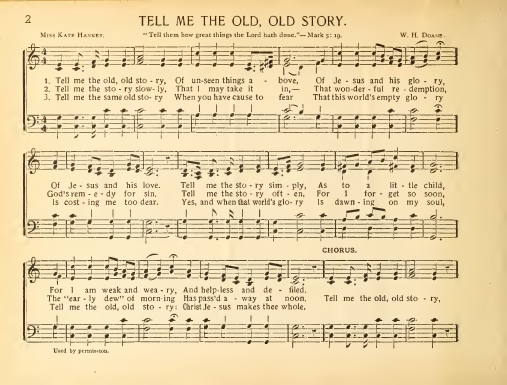 2
TELL ME THE OLD, OLD STORY.
MISS KATE HANKEY.
"Tell them how great things the Lord hath done."—Mark 5: 19.
W. H. DOANE.
1. Tell me the old, old sto - ry, Of un-seen things a - bove, Of Je - sus and his glo - ry,
2. Tell me the sto - ry slow - ly, That I may take it in,— That won-der - ful re - demption,
3. Tell me the same old sto - ry When you have cause to fear That this world's empty glo - ry
Of Je - sus and his love. Tell me the sto - ry sim - ply, As to a lit - tle child,
God's rem - e - dy for sin, Tell me the sto - ry oft - en, For I for - get so soon,
Is cost - ing me too dear. Yes, and when that world's glo - ry Is dawn - ing on my soul,
CHORUS.
For I am weak and wea - ry, And help-less and de - filed.
The "ear - ly dew" of morn-ing Has pass'd a - way at noon. Tell me the old, old sto - ry,
Tell me the old, old sto - ry: Christ Je - sus makes thee whole.
Used by permission.